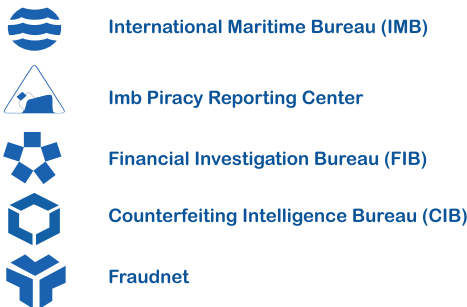 International Maritime Bureau (IMB)
Imb Piracy Reporting Center
Financial Investigation Bureau (FIB)
Counterfeiting Intelligence Bureau (CIB)
Fraudnet